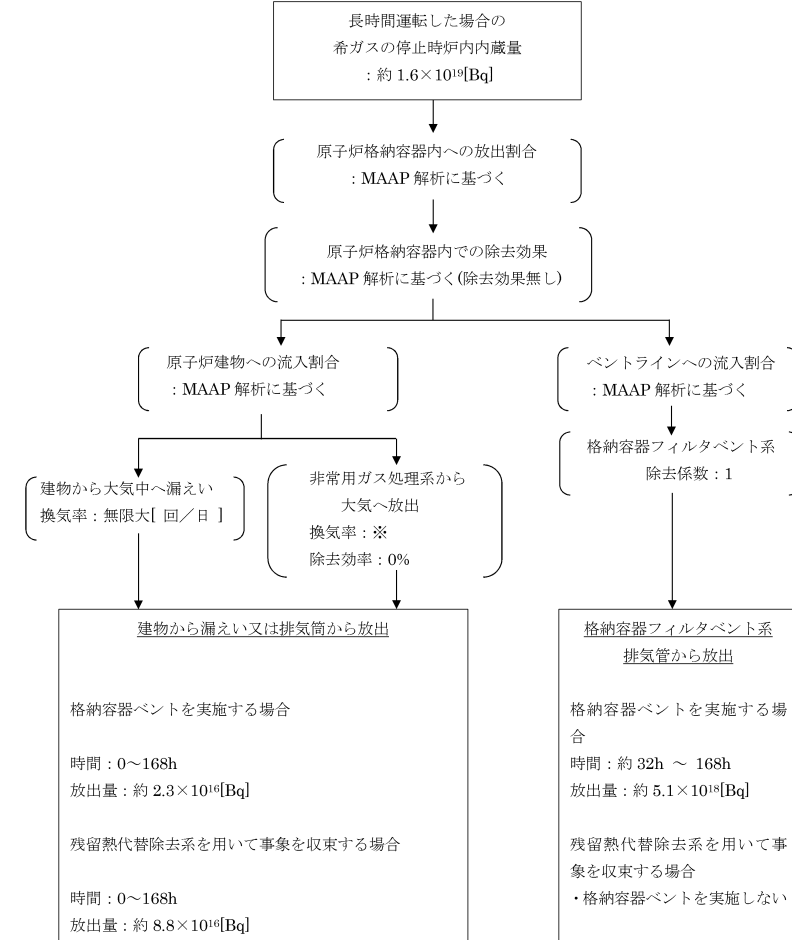 長時間運転した場合の
希ガスの停止時炉内内蔵量
：約 1.6×10¹⁹[Bq]
原子炉格納容器内への放出割合
：MAAP 解析に基づく
原子炉格納容器内での除去効果
：MAAP 解析に基づく(除去効果無し)
原子炉建物への流入割合
：MAAP 解析に基づく
ベントラインへの流入割合
：MAAP 解析に基づく
格納容器フィルタベント系
除去係数：1
建物から大気中へ漏えい
換気率：無限大[ 回／日 ]
非常用ガス処理系から
大気へ放出
換気率：※
除去効率：0%
建物から漏えい又は排気筒から放出
格納容器ベントを実施する場合
時間：0～168h
放出量：約 2.3×10¹⁶[Bq]
残留熱代替除去系を用いて事象を収束する場合
時間：0～168h
放出量：約 8.8×10¹⁶[Bq]
格納容器フィルタベント系
排気管から放出
格納容器ベントを実施する場
合
時間：約 32h ～ 168h
放出量：約 5.1×10¹⁸[Bq]
残留熱代替除去系を用いて事
象を収束する場合
・格納容器ベントを実施しない